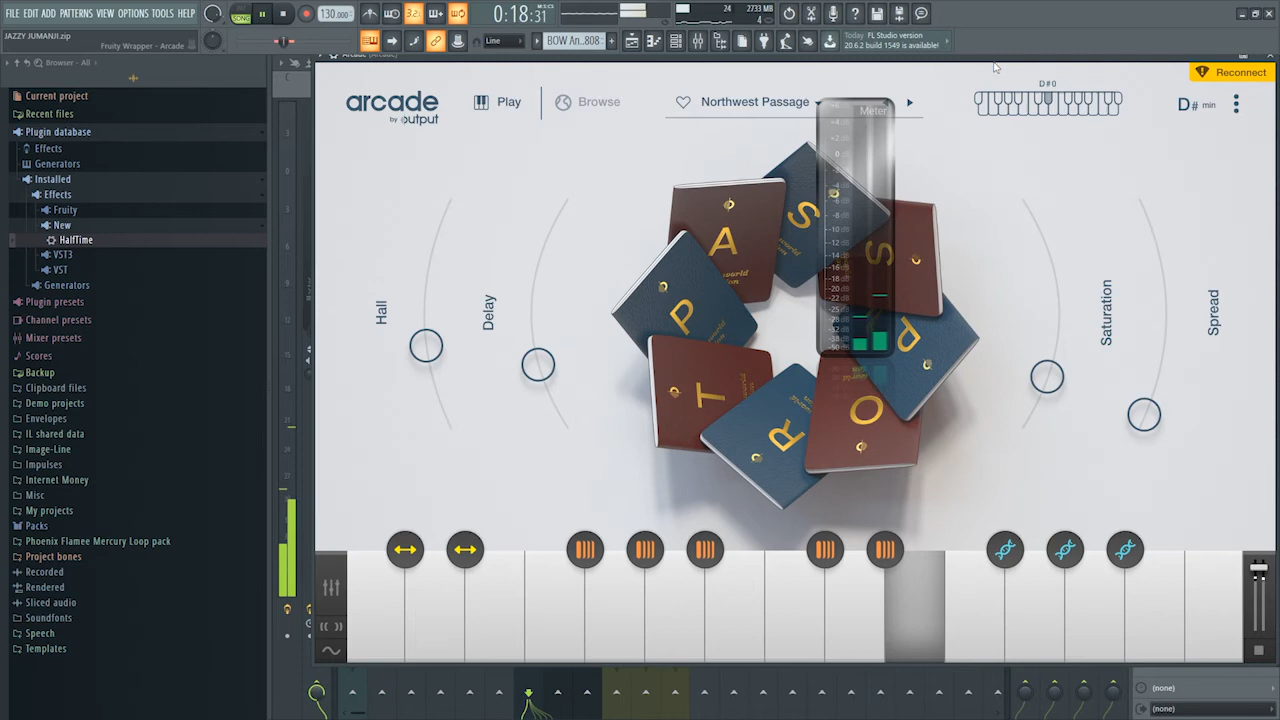 FILE EDIT ADD PATTERNS VIEW OPTIONS TOOLS HELP
SONG
130.000
3.2
0:18:31
24
2733 MB
4
JAZZY JUMANJI.zip
Fruity Wrapper - Arcade
Line
BOW An...808
Today FL Studio version
20.6.2 build 1549 is available!
Browser - All
Current project
Recent files
Plugin database
Effects
Generators
Installed
Effects
Fruity
New
HalfTime
VST3
VST
Generators
Plugin presets
Channel presets
Mixer presets
Scores
Backup
Clipboard files
Demo projects
Envelopes
IL shared data
Image-Line
Impulses
Internet Money
Misc
My projects
Packs
Phoenix Flamee Mercury Loop pack
Project bones
Recorded
Rendered
Sliced audio
Soundfonts
Speech
Templates
Reconnect
arcade
by output
Play
Browse
Northwest Passage
D#0
D# min
Meter
Hall
Delay
Saturation
Spread
P A S S P O R T
(none)
(none)